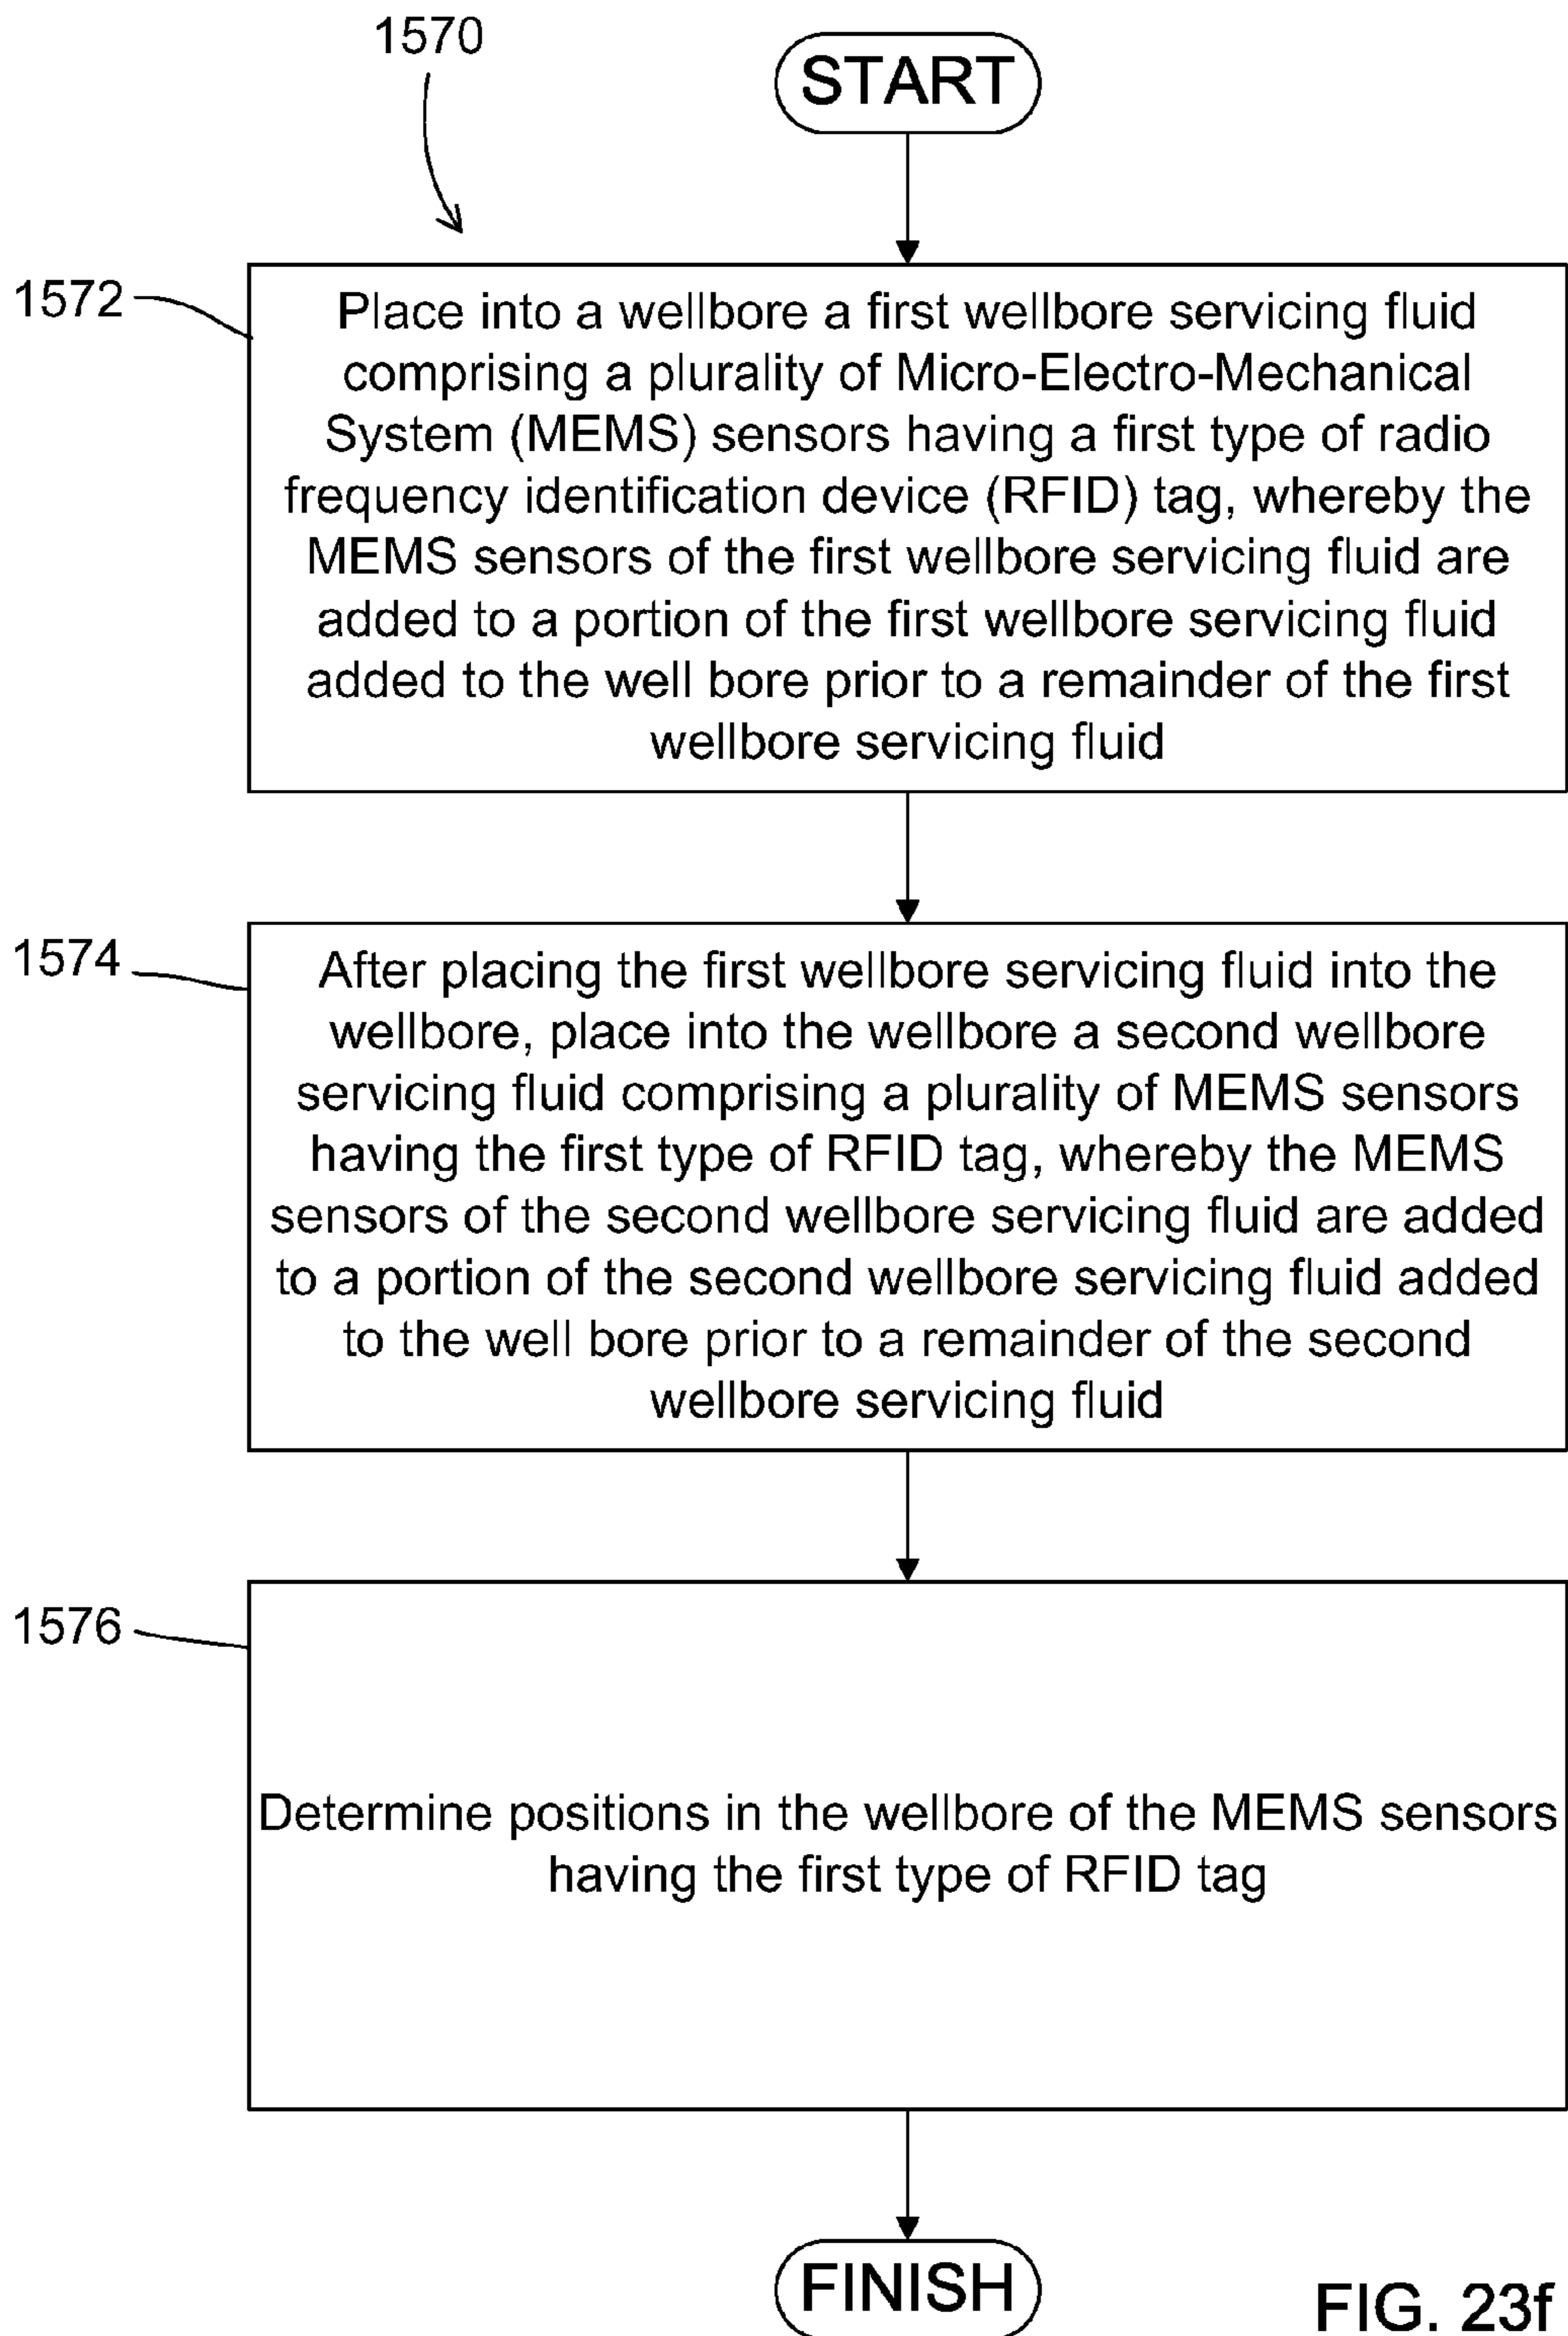 1570
START
1572
Place into a wellbore a first wellbore servicing fluid
comprising a plurality of Micro-Electro-Mechanical
System (MEMS) sensors having a first type of radio
frequency identification device (RFID) tag, whereby the
MEMS sensors of the first wellbore servicing fluid are
added to a portion of the first wellbore servicing fluid
added to the well bore prior to a remainder of the first
wellbore servicing fluid
1574
After placing the first wellbore servicing fluid into the
wellbore, place into the wellbore a second wellbore
servicing fluid comprising a plurality of MEMS sensors
having the first type of RFID tag, whereby the MEMS
sensors of the second wellbore servicing fluid are added
to a portion of the second wellbore servicing fluid added
to the well bore prior to a remainder of the second
wellbore servicing fluid
1576
Determine positions in the wellbore of the MEMS sensors
having the first type of RFID tag
FINISH
FIG. 23f